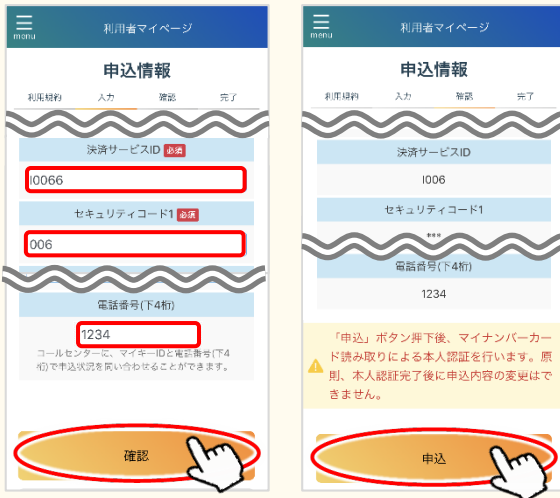 menu
利用者マイページ
申込情報
利用規約
入力
確認
完了
決済サービスID 必須
I0066
セキュリティコード1 必須
006
電話番号(下4桁)
1234
コールセンターに、マイキーIDと電話番号(下4
桁)で申込状況を問い合わせることができます。
確認
menu
利用者マイページ
申込情報
利用規約
入力
確認
完了
決済サービスID
I006
セキュリティコード1
***
電話番号(下4桁)
1234
「申込」ボタン押下後、マイナンバーカー
ド読み取りによる本人認証を行います。原
則、本人認証完了後に申込内容の変更はで
きません。
申込